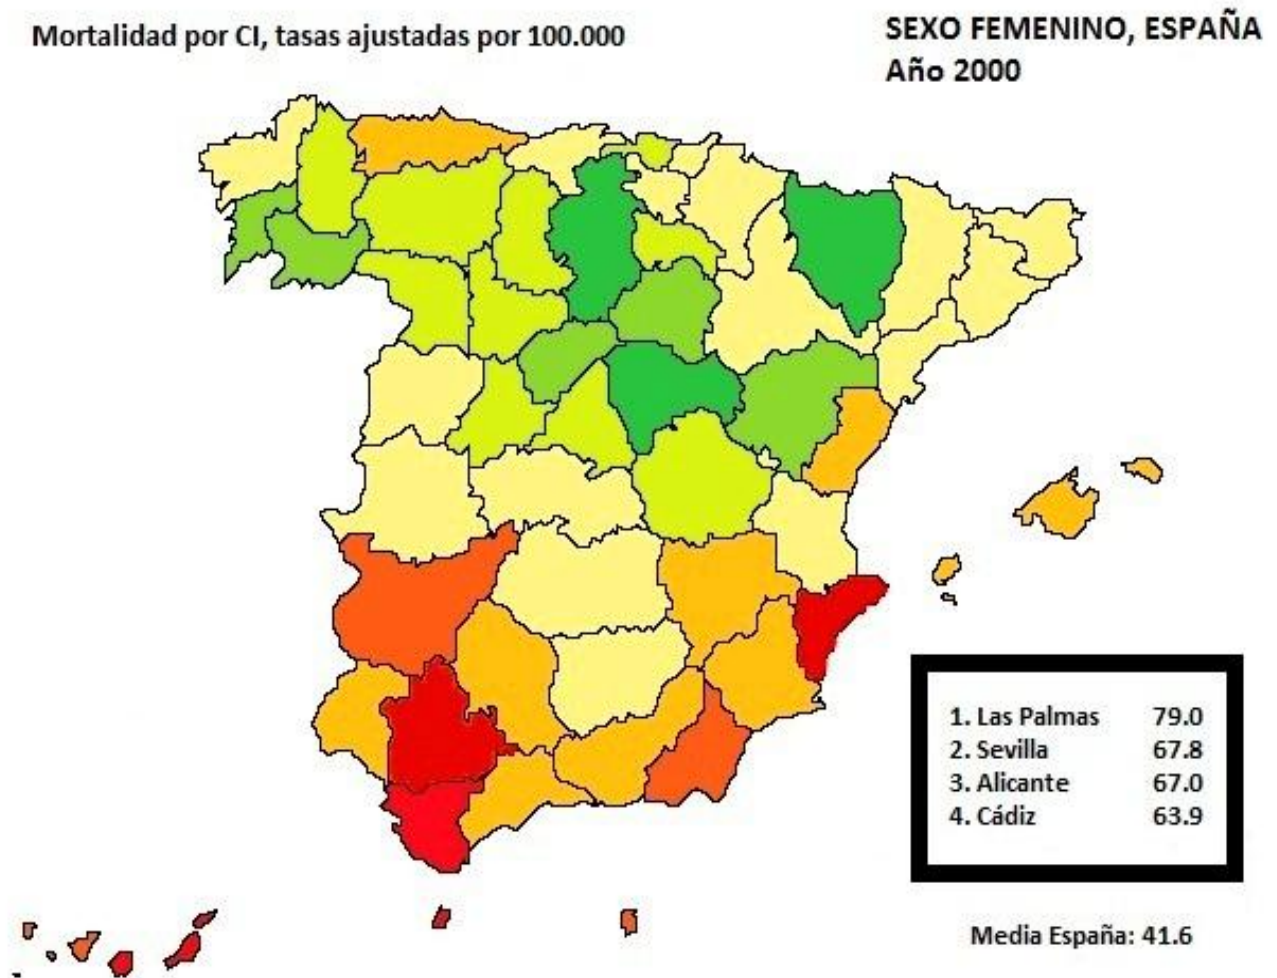 Mortalidad por CI, tasas ajustadas por 100.000
SEXO FEMENINO, ESPAÑA
Año 2000
1. Las Palmas 79.0
2. Sevilla 67.8
3. Alicante 67.0
4. Cádiz 63.9
Media España: 41.6